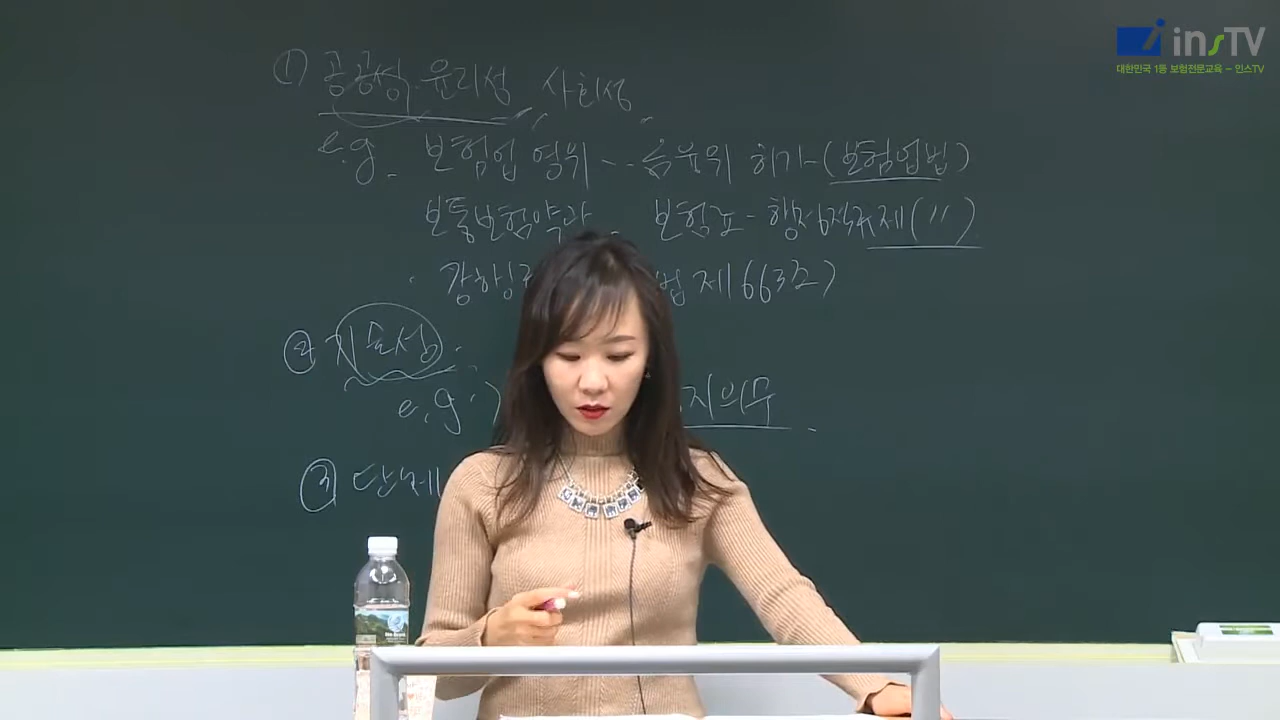 insTV
대한민국 1등 보험전문교육 - 인스TV
① 공공성, 윤리성 사회성
e.g. 보험업 영위 -- 금융위 허가 - (보험업법)
보통보험약관 보험료 - 행정적규제(〃)
법 제663조)
② 기술성
e.g. 고지의무
③ 단체